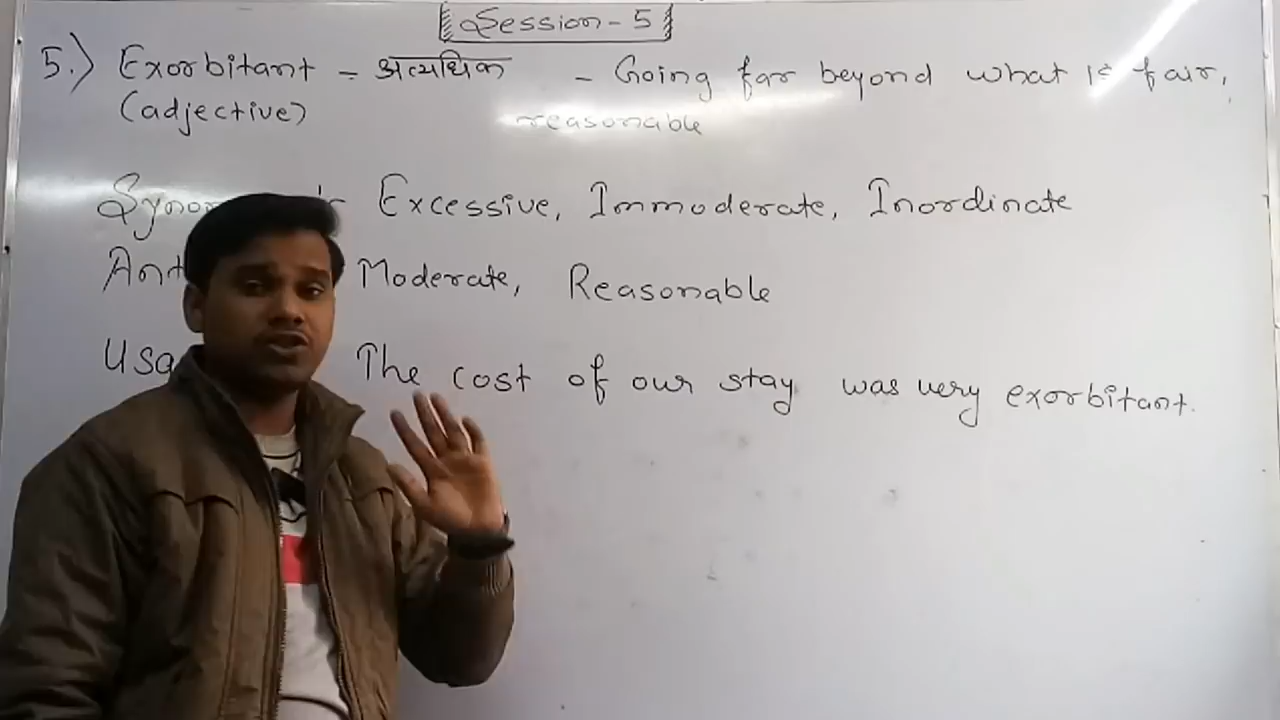 Session - 5
5.) Exorbitant - अत्यधिक - Going far beyond what is fair,
(adjective) reasonable
Excessive, Immoderate, Inordinate
Moderate, Reasonable
The cost of our stay was very exorbitant.